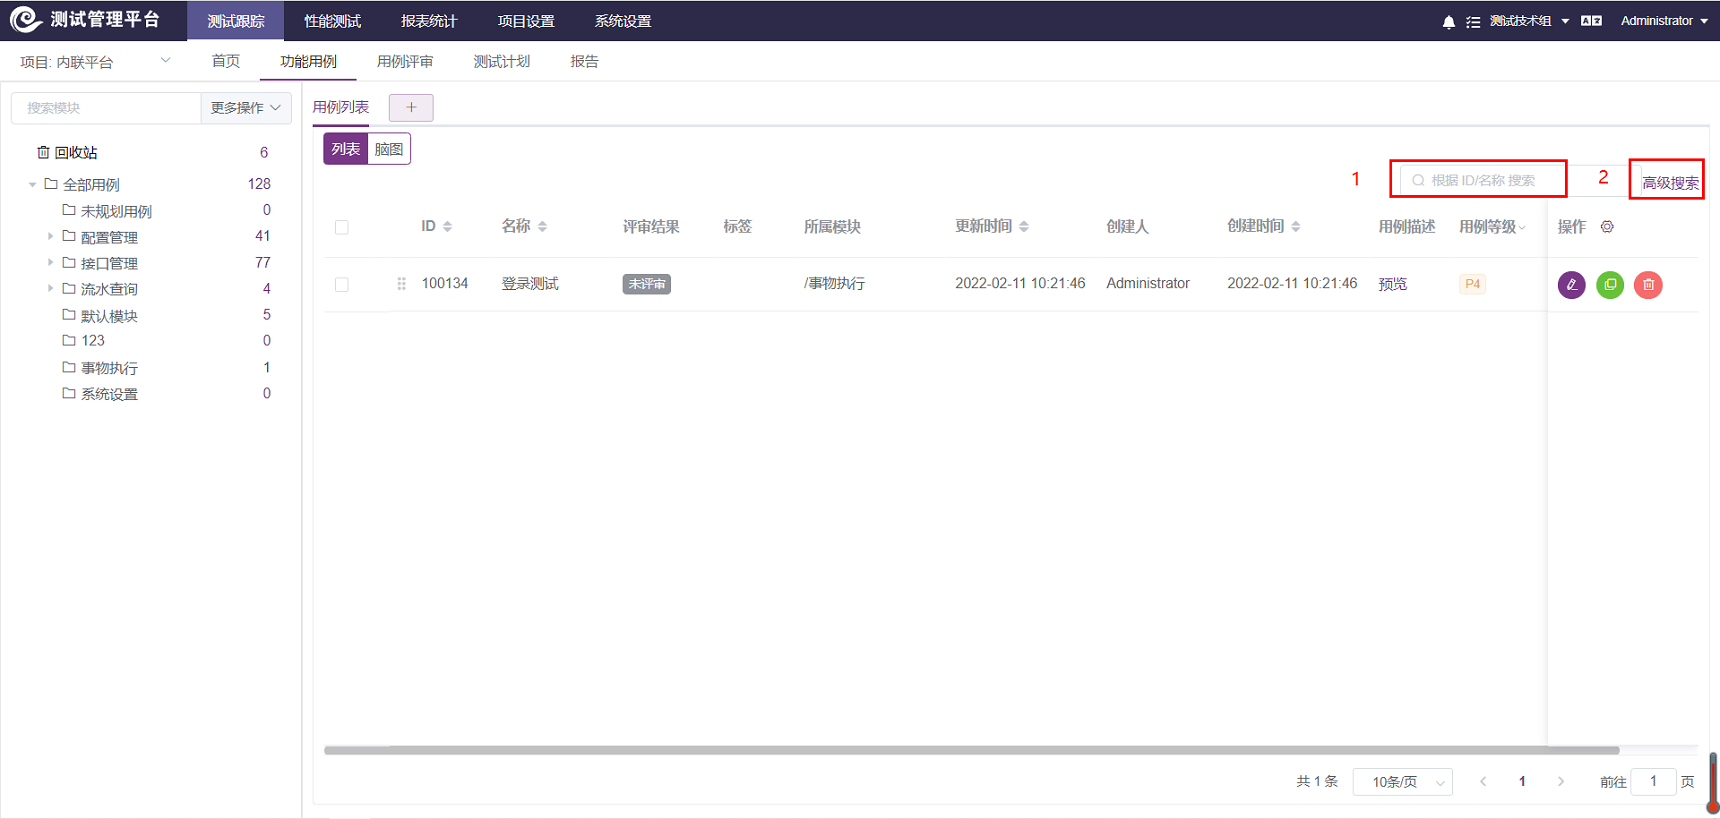 测试管理平台 测试跟踪 性能测试 报表统计 项目设置 系统设置 测试技术组 Administrator
项目: 内联平台 首页 功能用例 用例评审 测试计划 报告
搜索模块 更多操作
回收站 6
全部用例 128
未规划用例 0
配置管理 41
接口管理 77
流水查询 4
默认模块 5
123 0
事物执行 1
系统设置 0
用例列表 +
列表 脑图
1 根据 ID/名称 搜索 2 高级搜索
ID 名称 评审结果 标签 所属模块 更新时间 创建人 创建时间 用例描述 用例等级 操作
100134 登录测试 未评审 /事物执行 2022-02-11 10:21:46 Administrator 2022-02-11 10:21:46 预览 P4
共 1 条 10条/页 1 前往 1 页